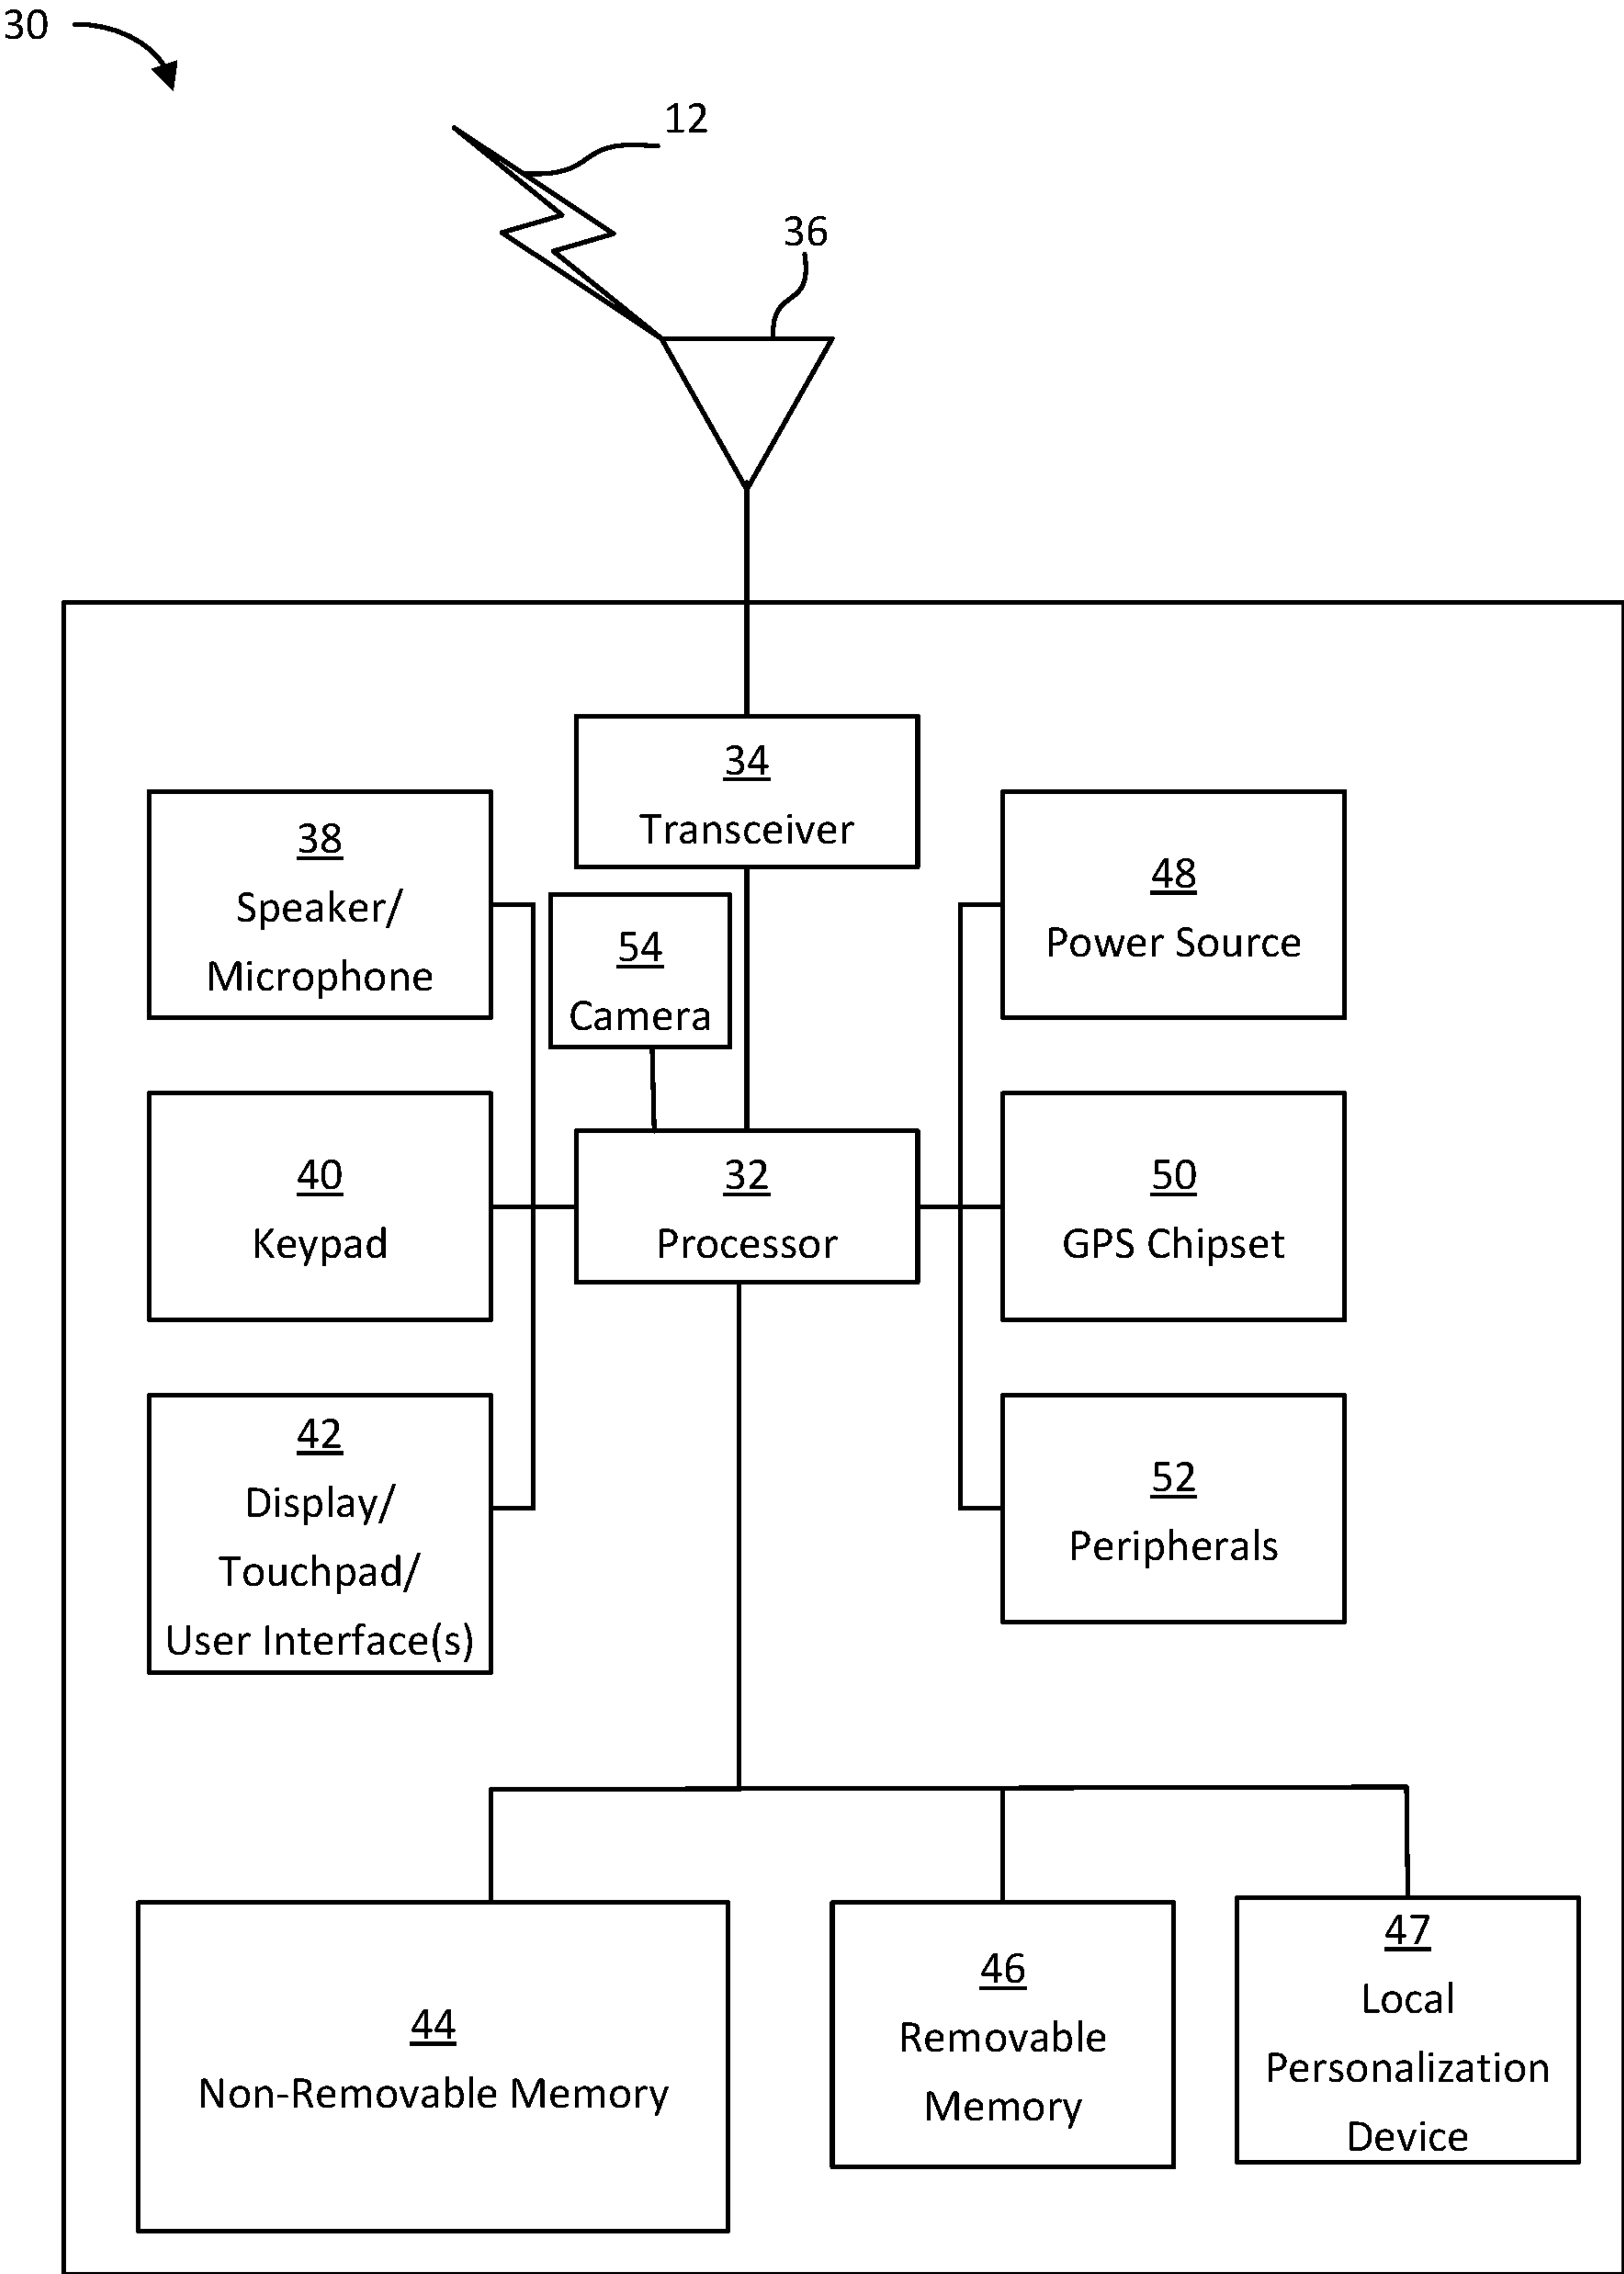 30
12
36
34
Transceiver
38
Speaker/
Microphone
54
Camera
48
Power Source
40
Keypad
32
Processor
50
GPS Chipset
42
Display/
Touchpad/
User Interface(s)
52
Peripherals
44
Non-Removable Memory
46
Removable
Memory
47
Local
Personalization
Device